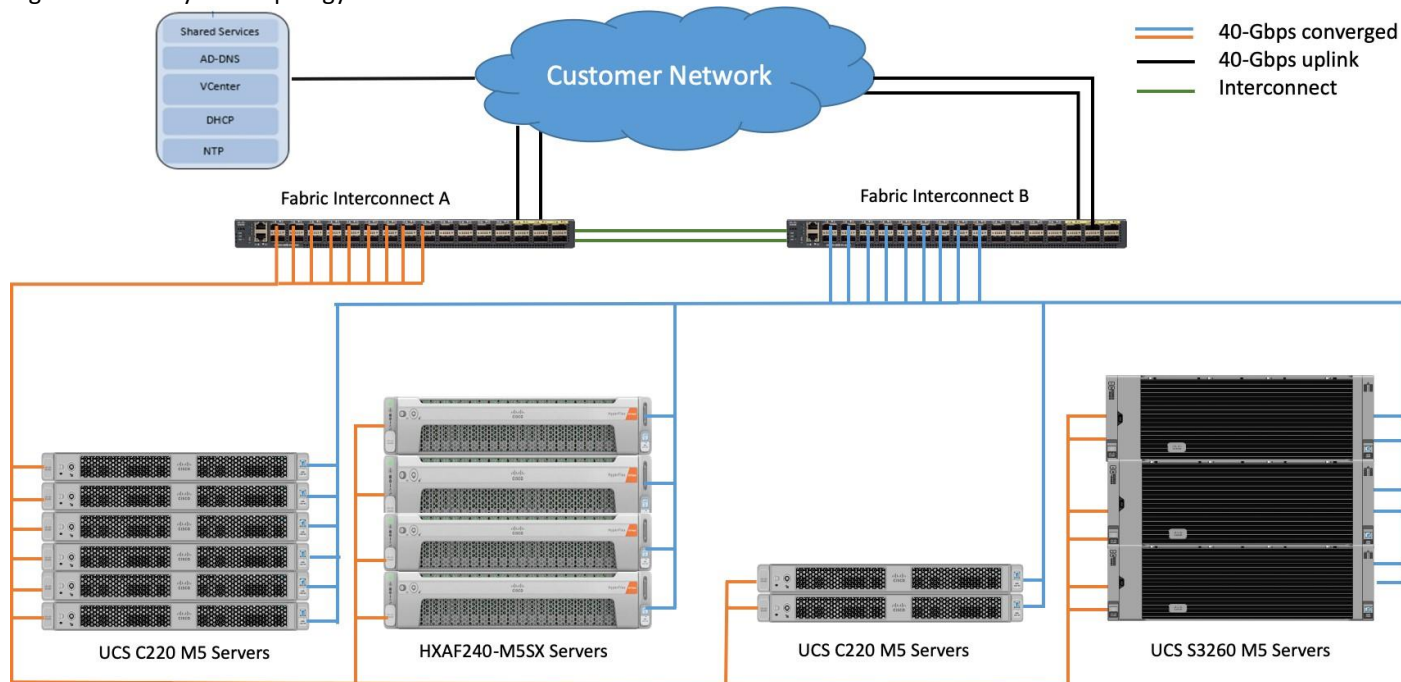 Shared Services
AD-DNS
VCenter
DHCP
NTP
Customer Network
40-Gbps converged
40-Gbps uplink
Interconnect
Fabric Interconnect A
Fabric Interconnect B
UCS C220 M5 Servers
HXAF240-M5SX Servers
UCS C220 M5 Servers
UCS S3260 M5 Servers